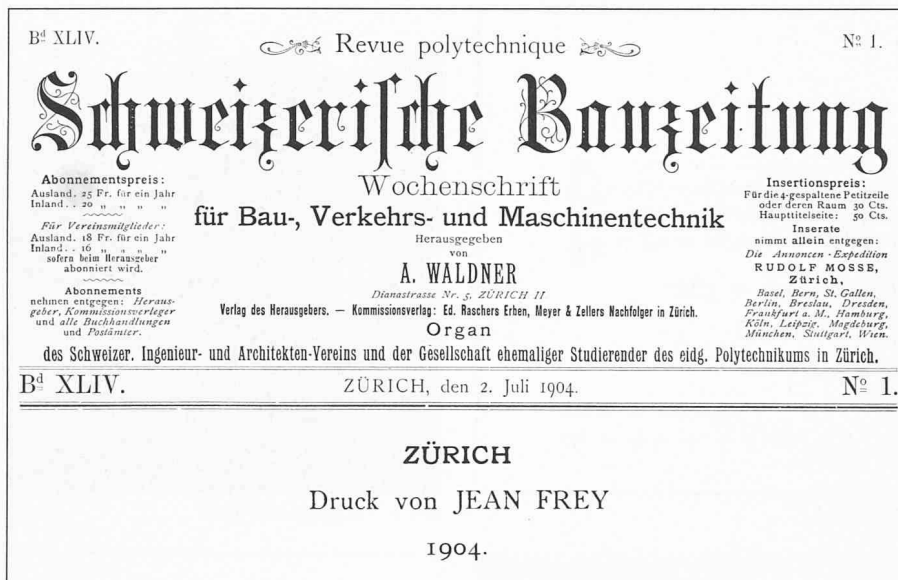 Bd XLIV.
Revue polytechnique
No 1.
Schweizerische Bauzeitung
Abonnementspreis:
Ausland. . 25 Fr. für ein Jahr
Inland. . . 20 „ „ „ „
Für Vereinsmitglieder:
Ausland. 18 Fr. für ein Jahr
Inland. . 16 „ „ „ „
sofern beim Herausgeber
abonniert wird.
Abonnements
nehmen entgegen: Heraus-
geber, Kommissionsverleger
und alle Buchhandlungen
und Postämter.
Wochenschrift
für Bau-, Verkehrs- und Maschinentechnik
Herausgegeben
von
A. WALDNER
Dianastrasse Nr. 5, ZÜRICH II
Verlag des Herausgebers. — Kommissionsverlag: Ed. Raschers Erben, Meyer & Zellers Nachfolger in Zürich.
Organ
Insertionspreis:
Für die 4-gespaltene Petitzeile
oder deren Raum 30 Cts.
Haupttitelseite: 50 Cts.
Inserate
nimmt allein entgegen:
Die Annoncen-Expedition
RUDOLF MOSSE,
Zürich,
Basel, Bern, St. Gallen,
Berlin, Breslau, Dresden,
Frankfurt a. M., Hamburg,
Köln, Leipzig, Magdeburg,
München, Stuttgart, Wien.
des Schweizer. Ingenieur- und Architekten-Vereins und der Gesellschaft ehemaliger Studierender des eidg. Polytechnikums in Zürich.
Bd XLIV.
ZÜRICH, den 2. Juli 1904.
No 1.
ZÜRICH
Druck von JEAN FREY
1904.